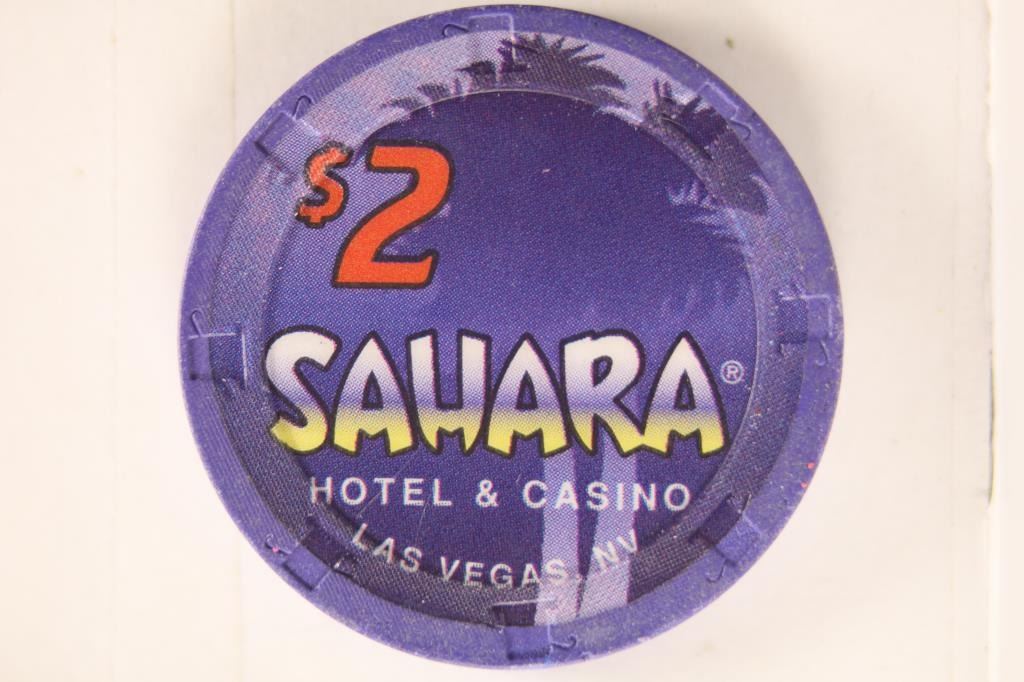 $2
SAHARA®
HOTEL & CASINO
LAS VEGAS, NV